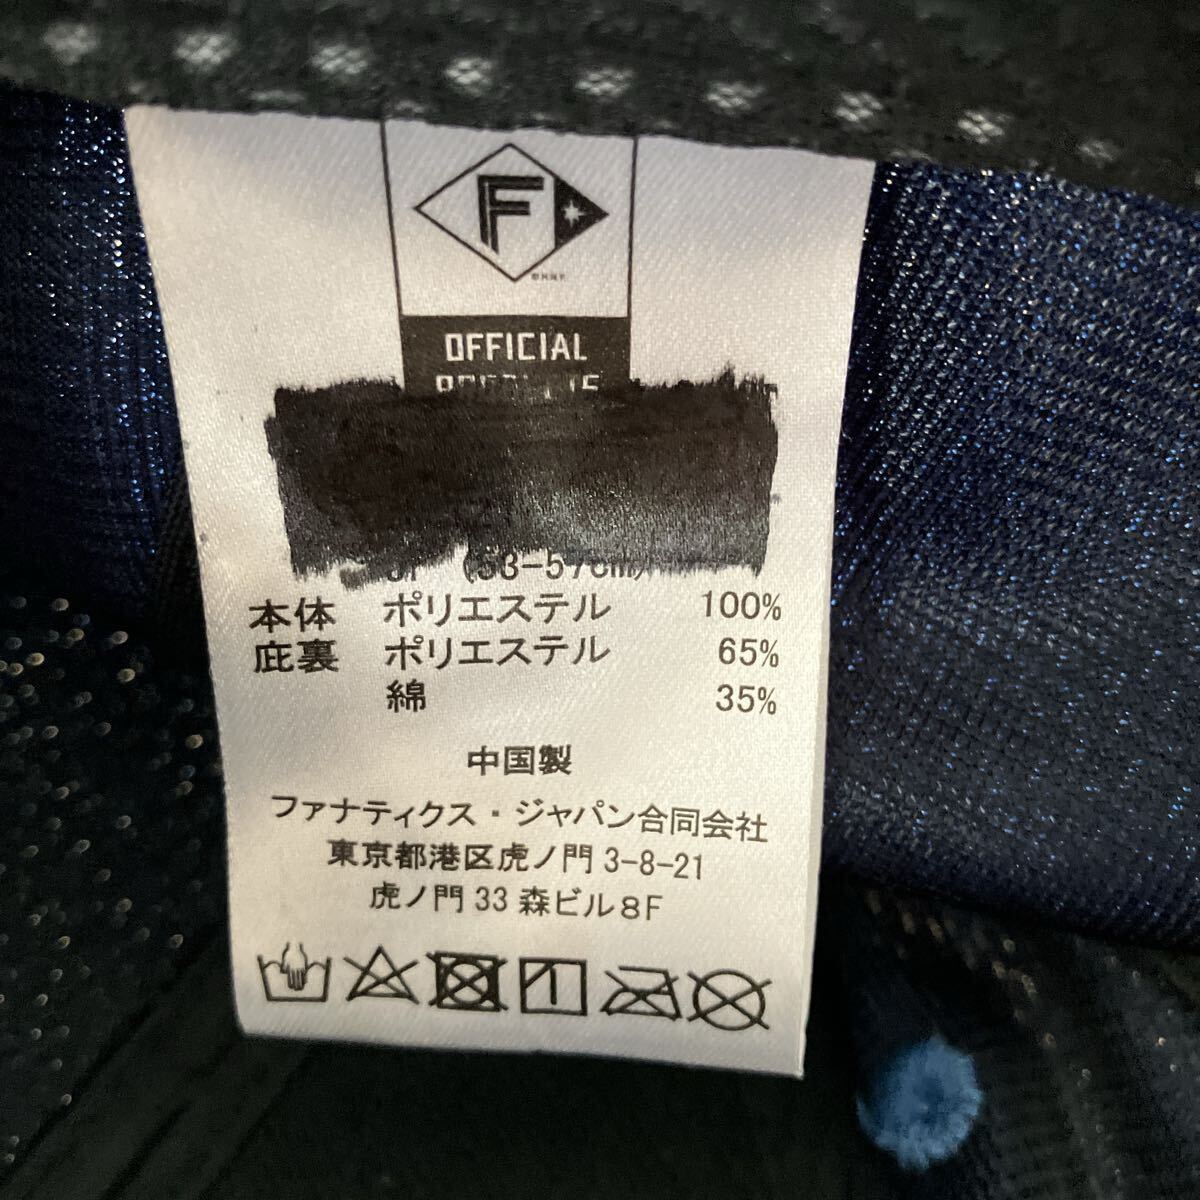 F
©H.N.F.
OFFICIAL
(53-57cm)
本体 ポリエステル 100%
庇裏 ポリエステル 65%
綿 35%
中国製
ファナティクス・ジャパン合同会社
東京都港区虎ノ門3-8-21
虎ノ門33森ビル8F